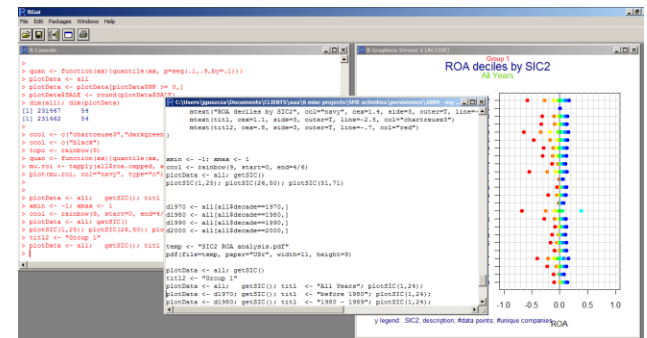 RGui
File Edit Packages Windows Help
R Console
>
> quan <- function(xx){quantile(xx, p=seq(.1,.9,by=.1))}
> plotData <- all
> plotData <- plotData[plotData$NN >= 0,]
> plotData$SALE <- round(plotData$SALE)
> dim(all); dim(plotData)
[1] 231467 54
[1] 231462 54
>
> ccol <- c("chartreuse3","darkgreen
> ccol <- c("black")
> topo <- rainbow(9)
> quan <- function(xx){quantile(xx,
> mu.roi <- tapply(all$roa.capped, a
> plot(mu.roi, col="navy", type="o")
>
>
> plotData <- all; getSIC(); tit1
> xmin <- -1; xmax <- 1
> ccol <- rainbow(9, start=0, end=4/
> plotData <- all; getSIC()
> plotSIC(1,25); plotSIC(26,50); plo
> titl2 <- "Group 1"
> plotData <- all; getSIC(); tit1
>
mtext("ROA deciles by SIC2", col="navy", cex=1.4, side=3, outer=T, line=-
mtext(tit1, cex=1.1, side=3, outer=T, line=-2.5, col="chartreuse3")
mtext(titl2, cex=.8, side=3, outer=T, line=-.7, col="red")
}
xmin <- -1; xmax <- 1
ccol <- rainbow(9, start=0, end=4/6)
plotData <- all; getSIC()
plotSIC(1,25); plotSIC(26,50); plotSIC(51,71)
d1970 <- all[all$decade==1970,]
d1980 <- all[all$decade==1980,]
d1990 <- all[all$decade==1990,]
d2000 <- all[all$decade==2000,]
temp <- "SIC2 ROA analysis.pdf"
pdf(file=temp, paper="USr", width=11, height=9)
plotData <- all; getSIC()
titl2 <- "Group 1"
plotData <- all; getSIC(); tit1 <- "All Years"; plotSIC(1,24);
plotData <- d1970; getSIC(); tit1 <- "before 1980"; plotSIC(1,24);
plotData <- d1980; getSIC(); tit1 <- "1980 - 1989"; plotSIC(1,24);
R Graphics: Device 2 (ACTIVE)
Group 1
ROA deciles by SIC2
All Years
-1.0 -0.5 0.0 0.5 1.0
y legend: SIC2; description; #data points; #unique companies
ROA